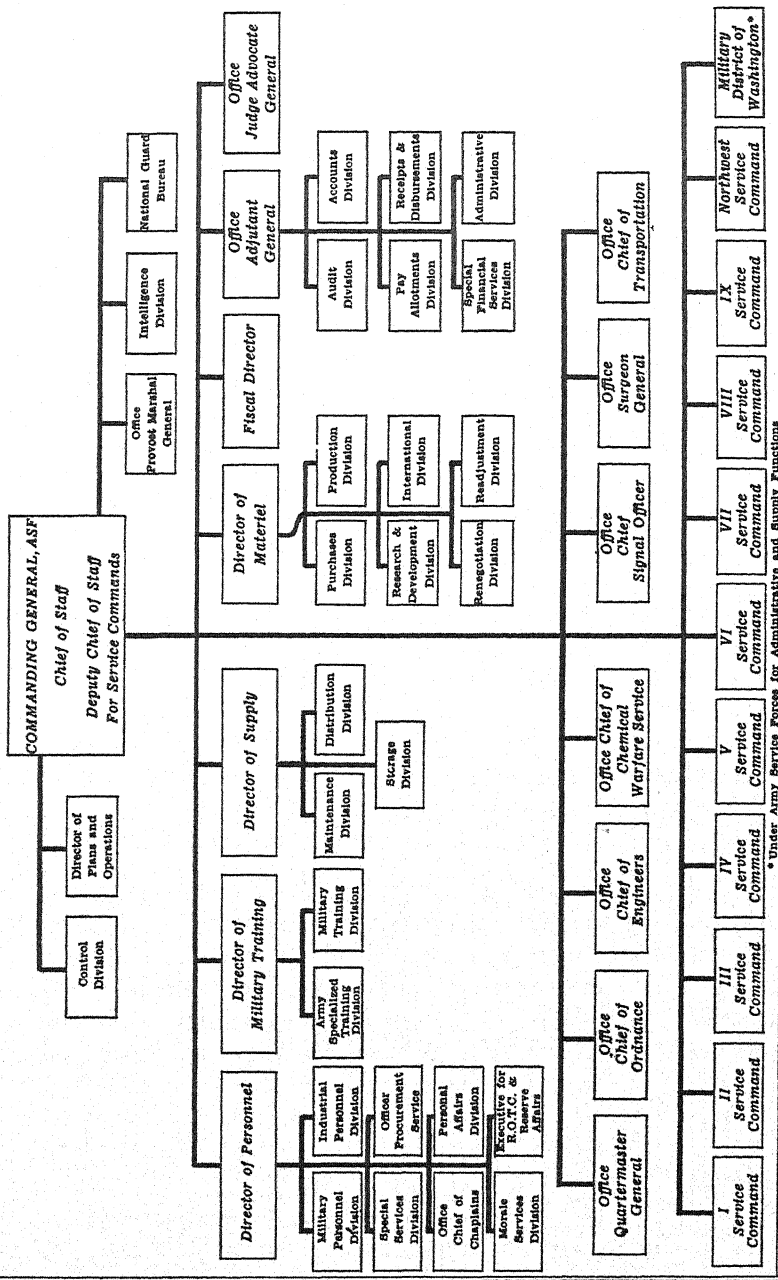 COMMANDING GENERAL, ASF
Chief of Staff
Deputy Chief of Staff
For Service Commands
Control
Division
Director of
Plans and
Operations
Office
Provost Marshal
General
Intelligence
Division
National Guard
Bureau
Director of Personnel
Director of
Military Training
Director of Supply
Director of
Materiel
Fiscal Director
Office
Adjutant
General
Office
Judge Advocate
General
Military
Personnel
Division
Industrial
Personnel
Division
Special
Services
Division
Officer
Procurement
Service
Office
Chief of
Chaplains
Personal
Affairs
Division
Morale
Services
Division
Executive for
R.O.T.C. &
Reserve
Affairs
Army
Specialized
Training
Division
Military
Training
Division
Maintenance
Division
Distribution
Division
Storage
Division
Purchases
Division
Production
Division
Research &
Development
Division
International
Division
Renegotiation
Division
Readjustment
Division
Audit
Division
Accounts
Division
Pay
Allotments
Division
Receipts &
Disbursements
Division
Special
Financial
Services
Division
Administrative
Division
Office
Quartermaster
General
Office
Chief of
Ordnance
Office
Chief of
Engineers
Office Chief of
Chemical
Warfare Service
Office
Chief
Signal Officer
Office
Surgeon
General
Office
Chief of
Transportation
I
Service
Command
II
Service
Command
III
Service
Command
IV
Service
Command
V
Service
Command
VI
Service
Command
VII
Service
Command
VIII
Service
Command
IX
Service
Command
Northwest
Service
Command
Military
District of
Washington*
* Under Army Service Forces for Administrative and Supply Functions